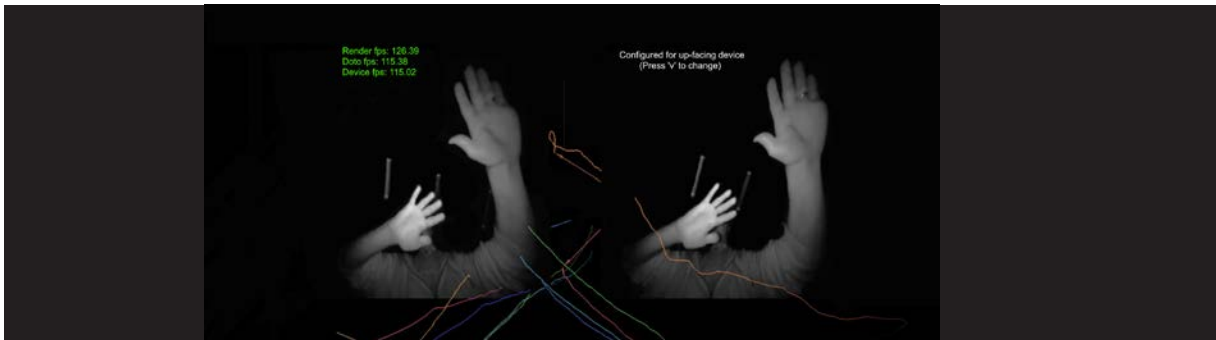 Render fps: 126.39
Doto fps: 115.38
Device fps: 115.02
Configured for up-facing device
(Press 'V' to change)